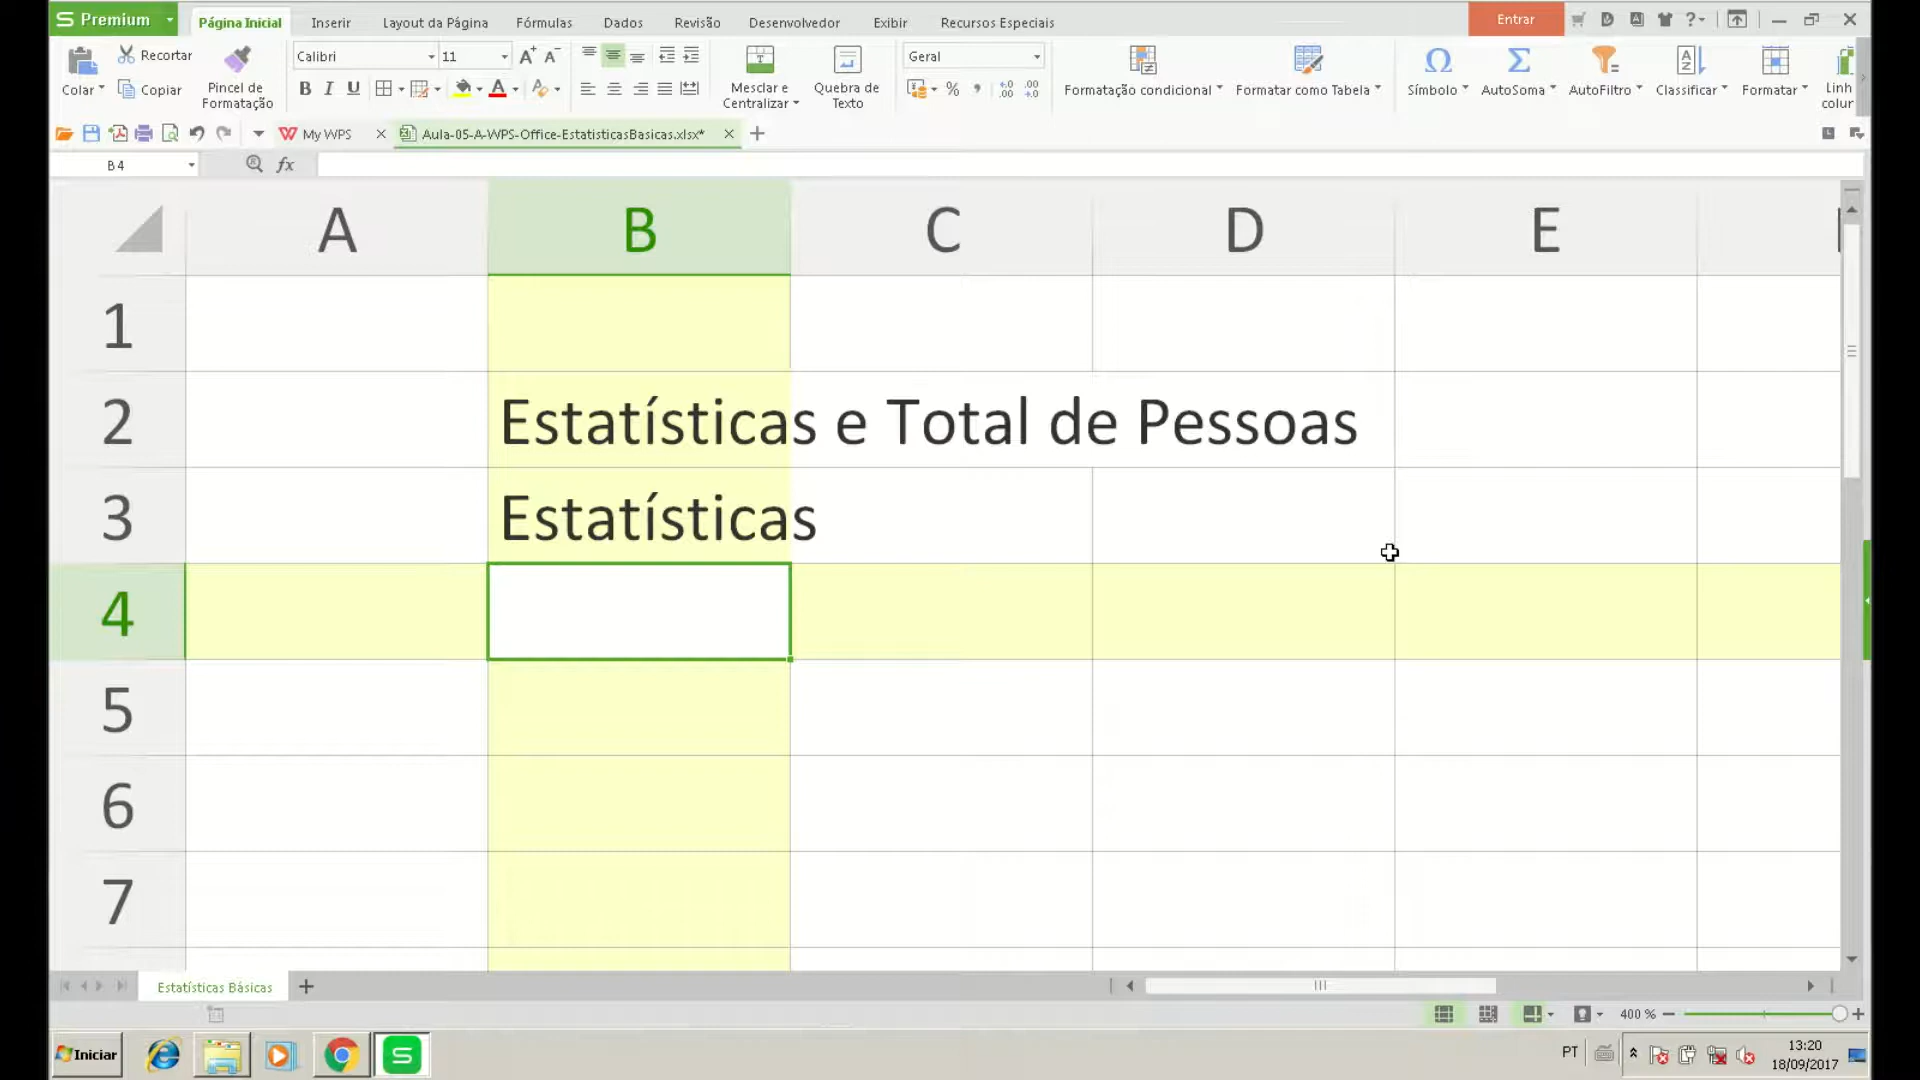 Premium
Página Inicial
Inserir
Layout da Página
Fórmulas
Dados
Revisão
Desenvolvedor
Exibir
Recursos Especiais
Entrar
Colar
Recortar
Copiar
Pincel de
Formatação
Calibri
11
Mesclar e
Centralizar
Quebra de
Texto
Geral
Formatação condicional
Formatar como Tabela
Símbolo
AutoSoma
AutoFiltro
Classificar
Formatar
Linh
colur
My WPS
Aula-05-A-WPS-Office-EstatisticasBasicas.xlsx*
B4
fx
A B C D E
1
2 Estatísticas e Total de Pessoas
3 Estatísticas
4
5
6
7
Estatísticas Básicas
400 %
Iniciar
PT
13:20
18/09/2017